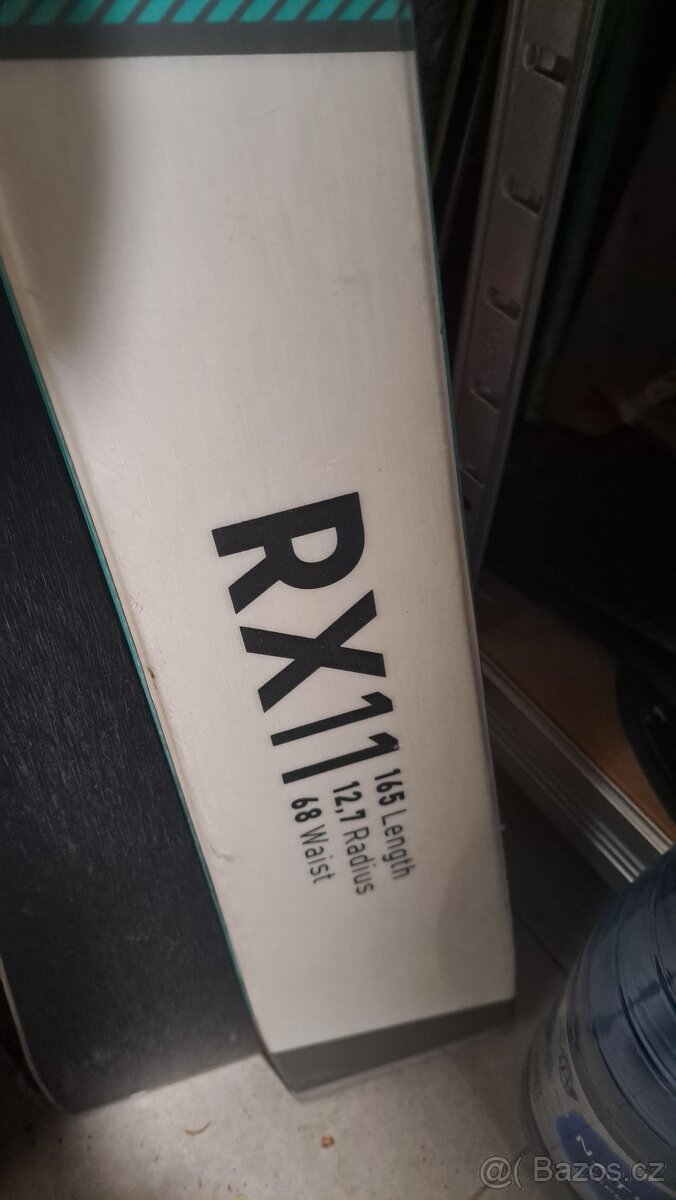 RX11
165 Length
12,7 Radius
68 Waist
@( Bazos.cz